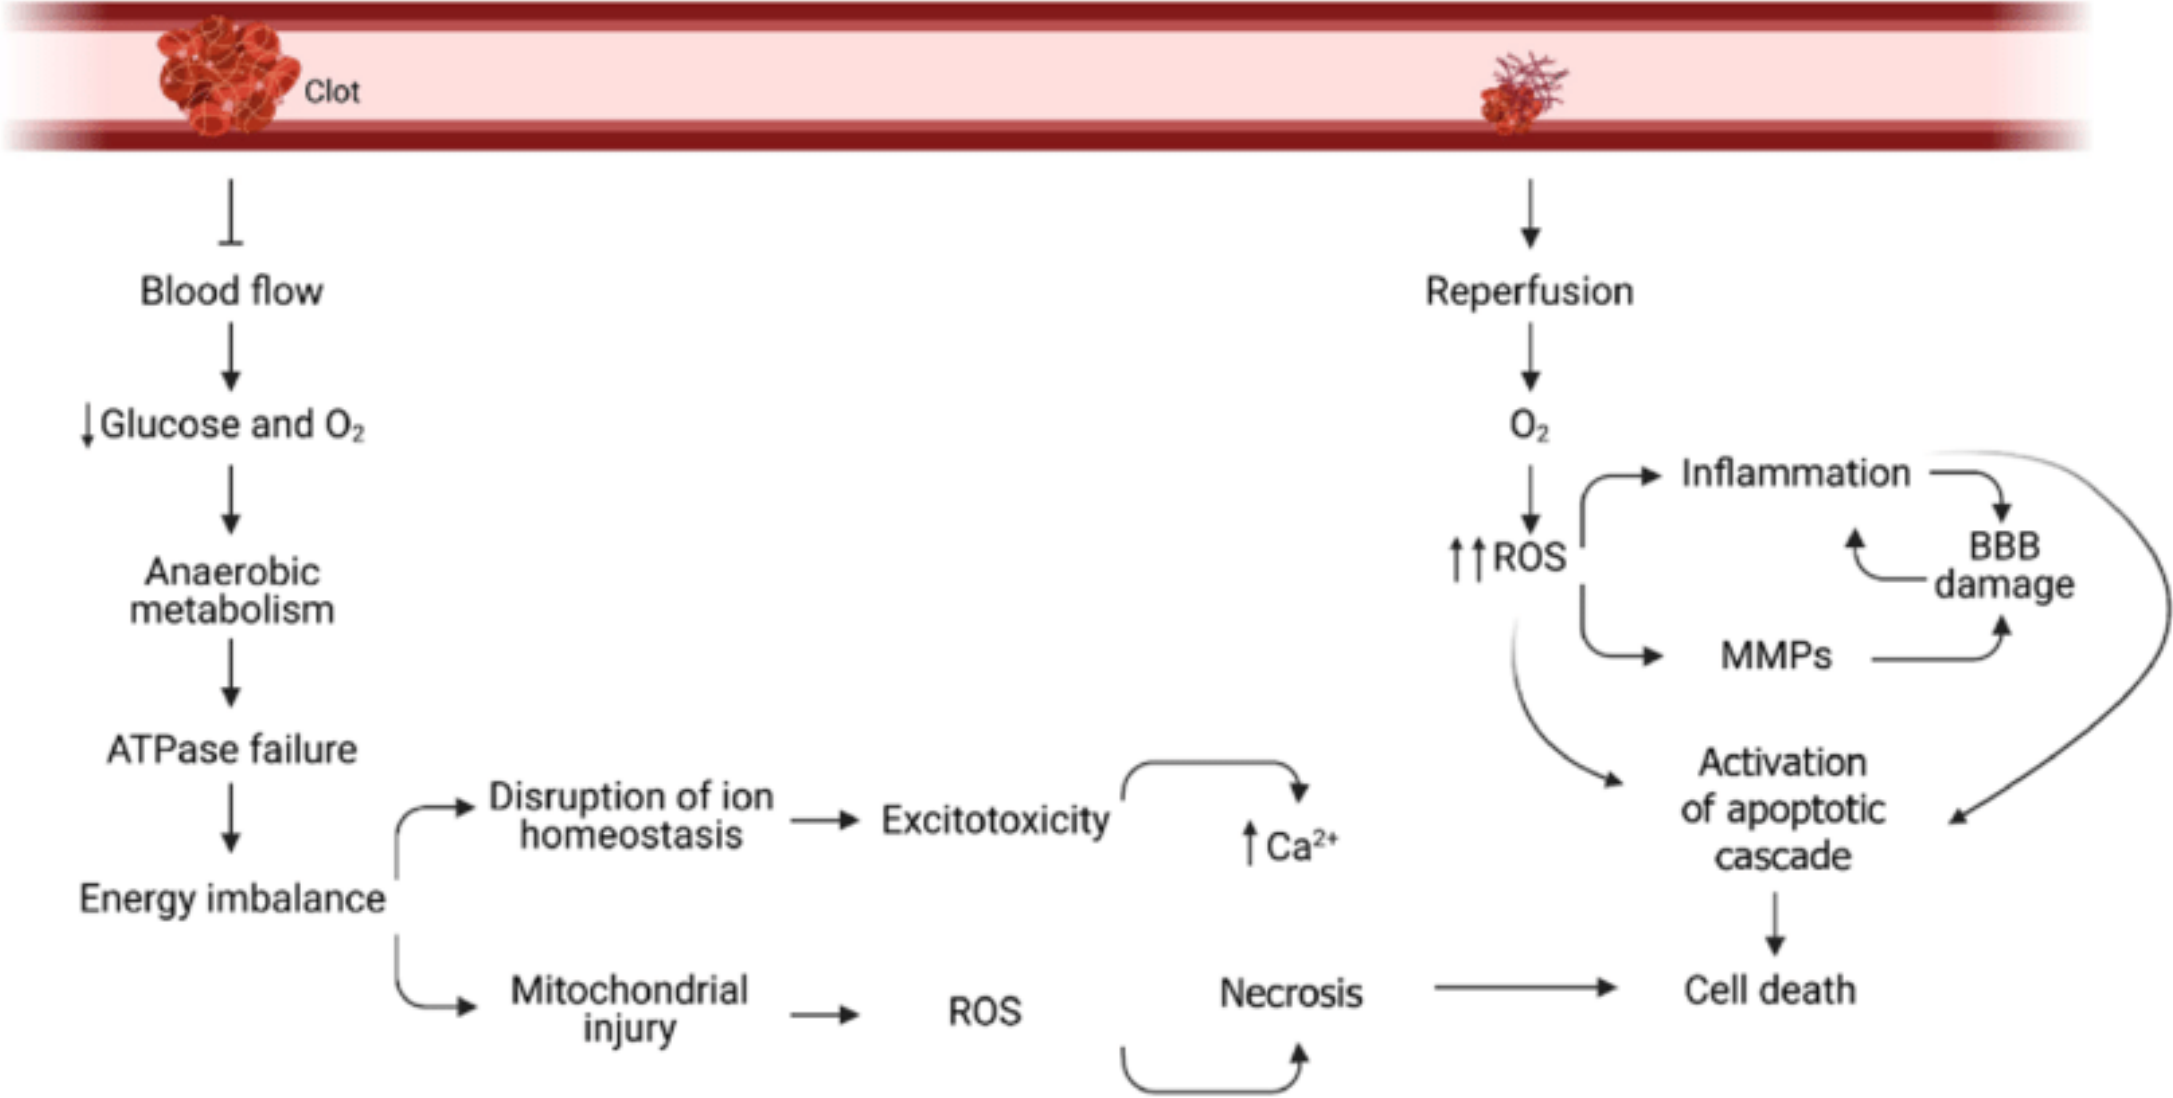 Clot
Blood flow
↓Glucose and O₂
Anaerobic
metabolism
ATPase failure
Energy imbalance
Disruption of ion
homeostasis
Excitotoxicity
↑Ca²⁺
Mitochondrial
injury
ROS
Necrosis
Reperfusion
O₂
↑↑ROS
Inflammation
BBB
damage
MMPs
Activation
of apoptotic
cascade
Cell death